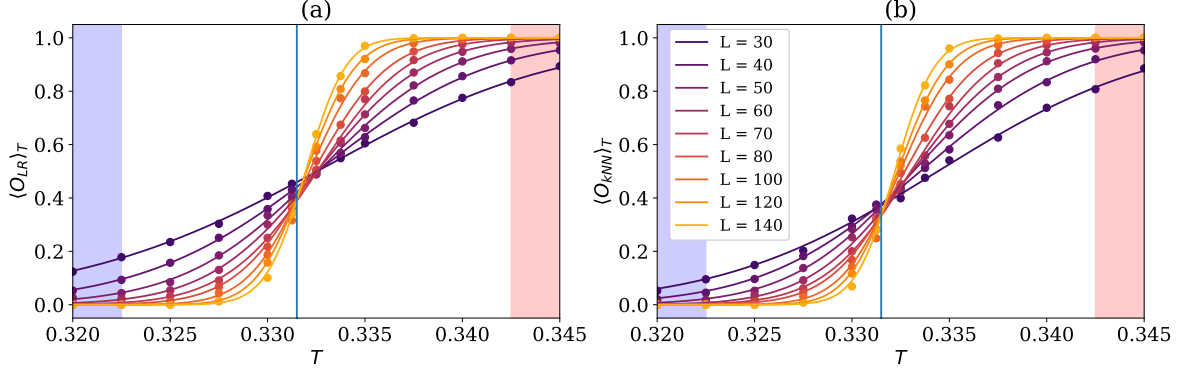 (a)
1.0
0.8
0.6
0.4
0.2
0.0
⟨O_LR⟩_T
0.320 0.325 0.330 0.335 0.340 0.345
T
(b)
1.0
0.8
0.6
0.4
0.2
0.0
⟨O_kNN⟩_T
L = 30
L = 40
L = 50
L = 60
L = 70
L = 80
L = 100
L = 120
L = 140
0.320 0.325 0.330 0.335 0.340 0.345
T